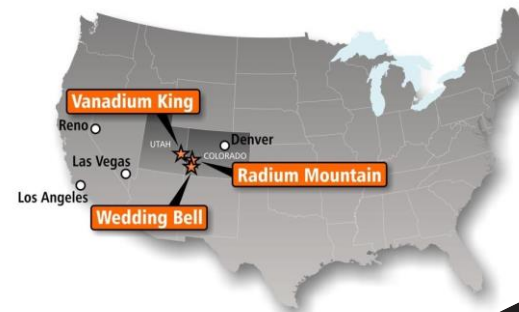 Vanadium King
Reno
Denver
UTAH
COLORADO
Las Vegas
Radium Mountain
Los Angeles
Wedding Bell